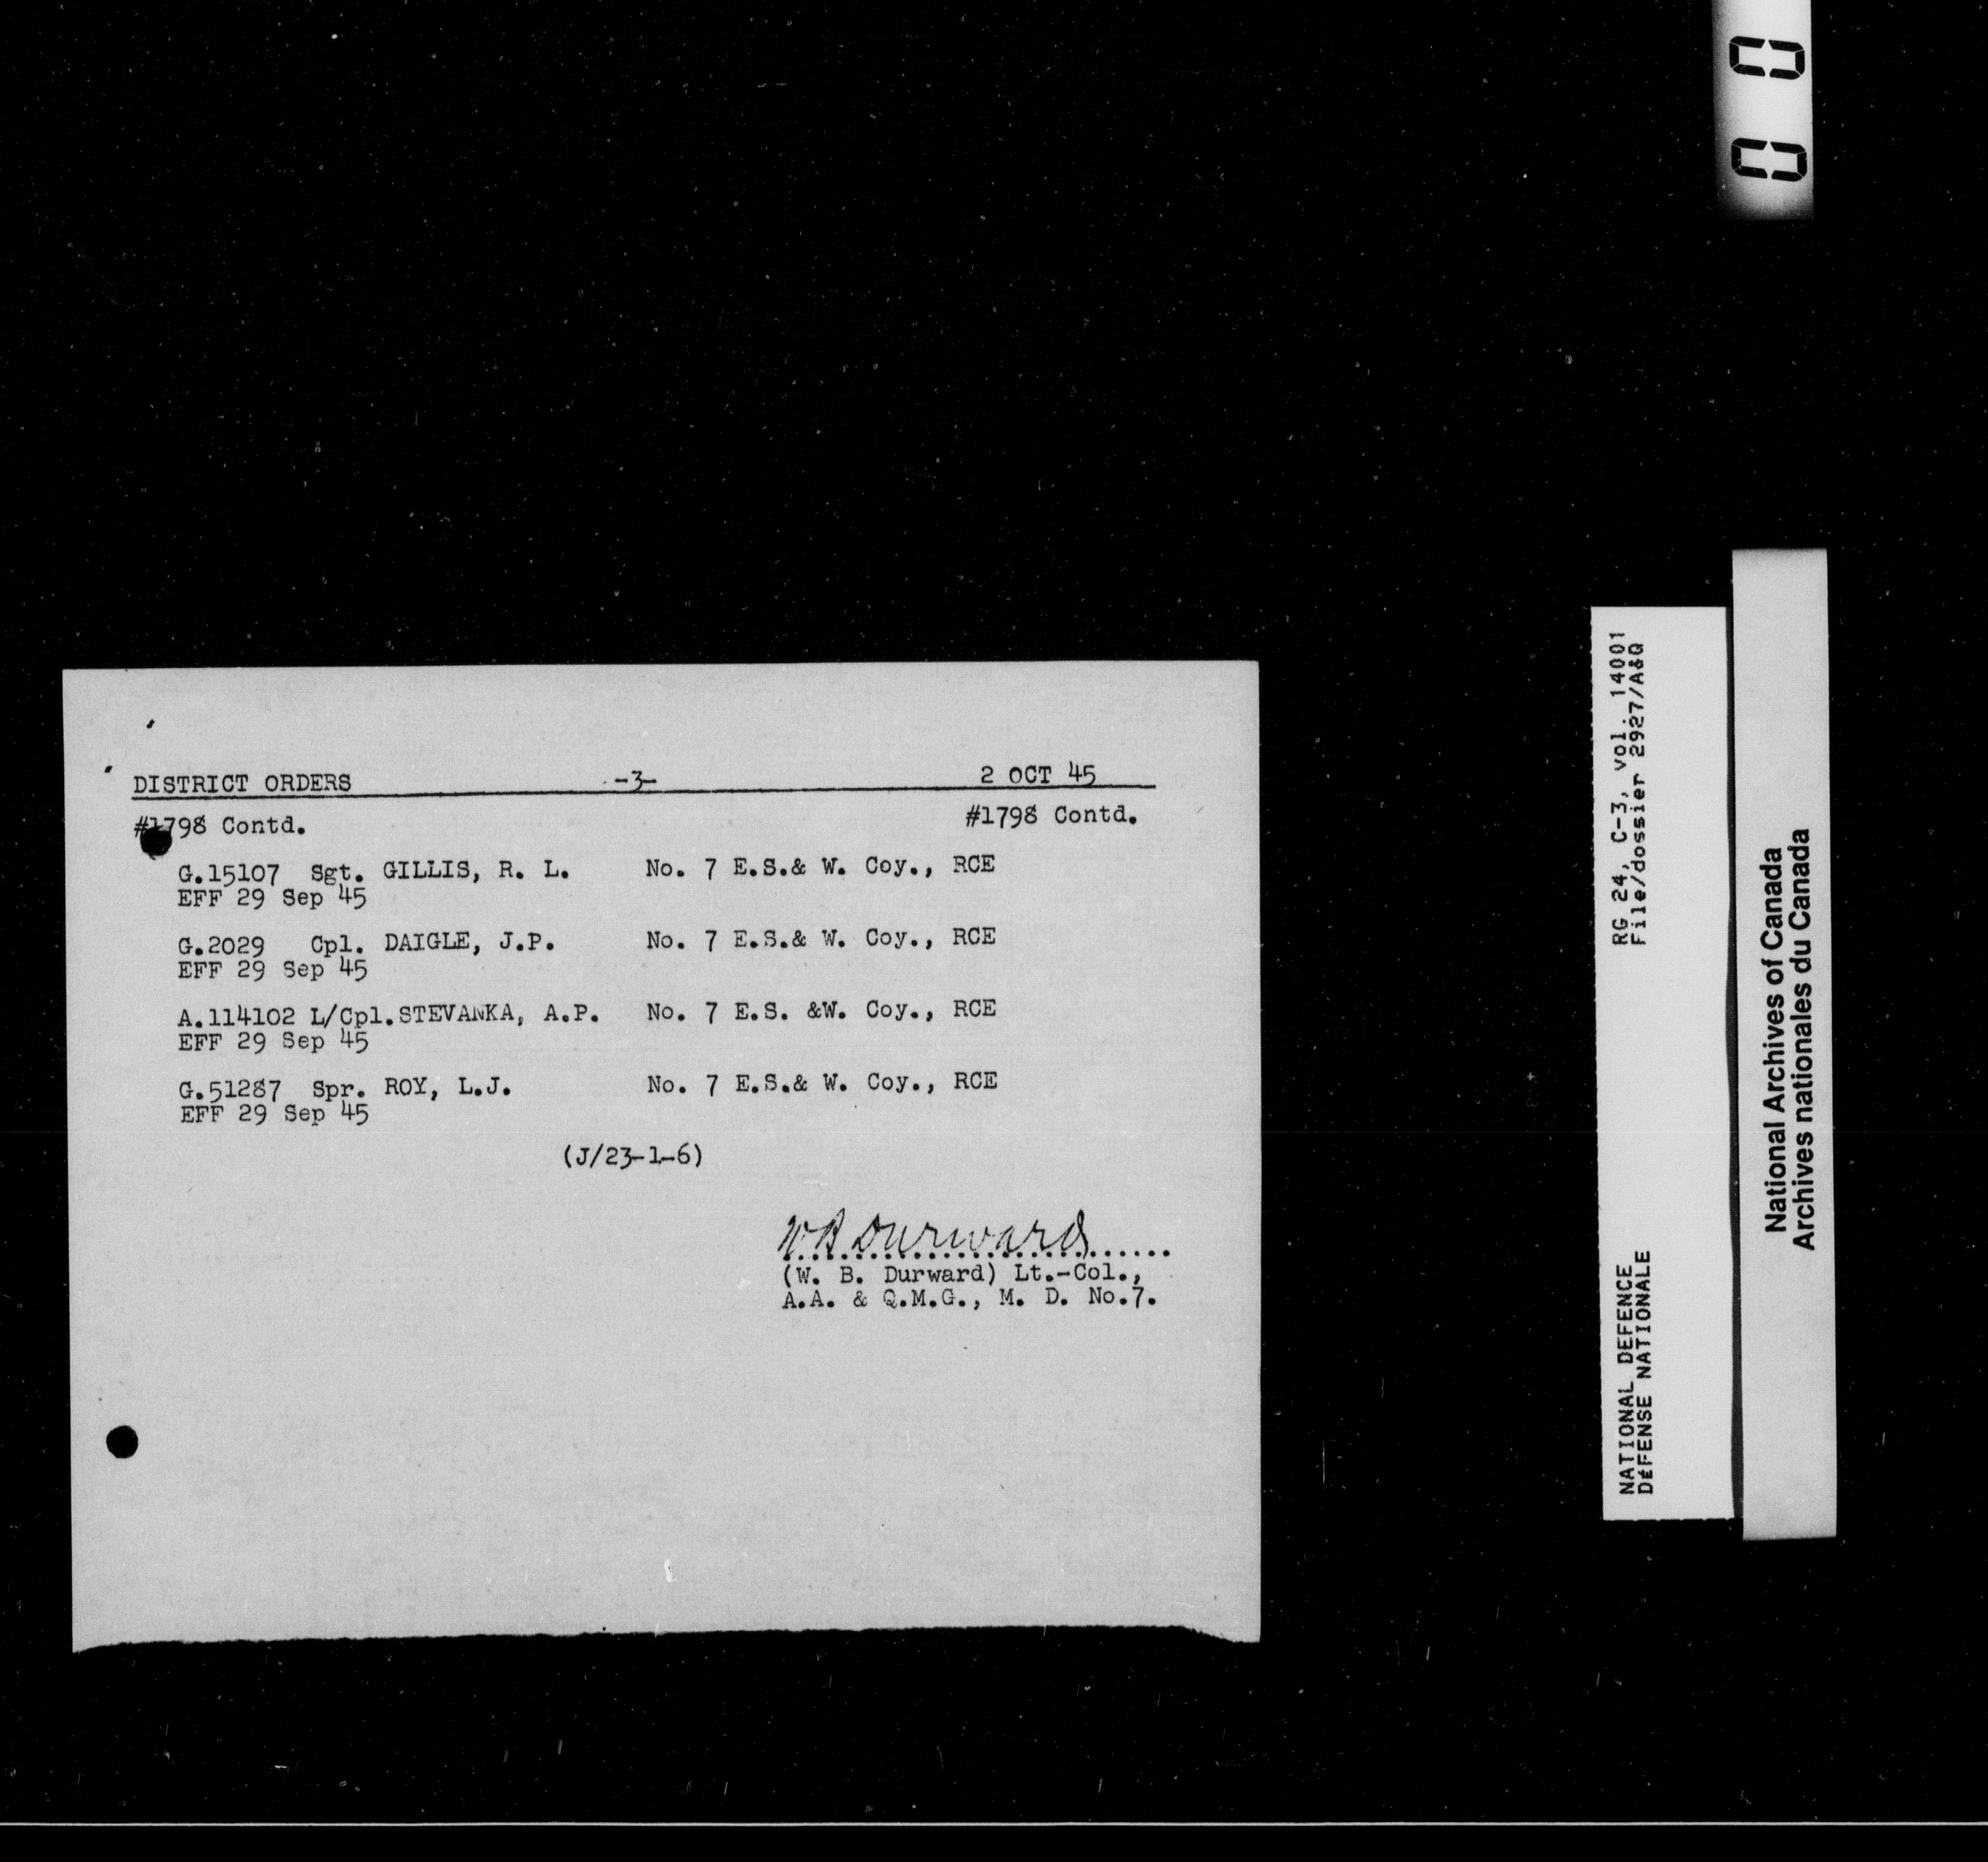 DISTRICT ORDERS -3- 2 OCT 45
#1798 Contd. #1798 Contd.
G.15107 Sgt. GILLIS, R. L. No. 7 E.S.& W. Coy., RCE
EFF 29 Sep 45
G.2029 Cpl. DAIGLE, J.P. No. 7 E.S.& W. Coy., RCE
EFF 29 Sep 45
A.114102 L/Cpl.STEVANKA, A.P. No. 7 E.S. &W. Coy., RCE
EFF 29 Sep 45
G.51287 Spr. ROY, L.J. No. 7 E.S.& W. Coy., RCE
EFF 29 Sep 45
(J/23-1-6)
W B Durward
(W. B. Durward) Lt.-Col.,
A.A. & Q.M.G., M. D. No.7.
NATIONAL DEFENCE RG 24, C-3, vol. 14001
DÉFENSE NATIONALE File/dossier 2927/A&Q
National Archives of Canada
Archives nationales du Canada
00